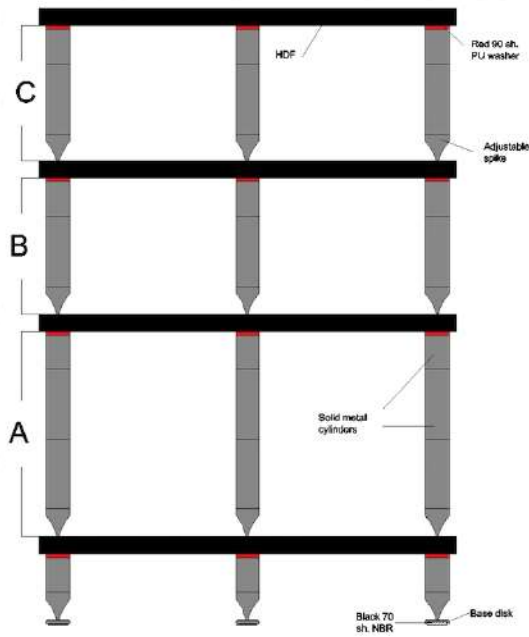 Red 90 sh.
PU washer
HDF
C
Adjustable
spike
B
A
Solid metal
cylinders
Black 70
sh. NBR
Base disk